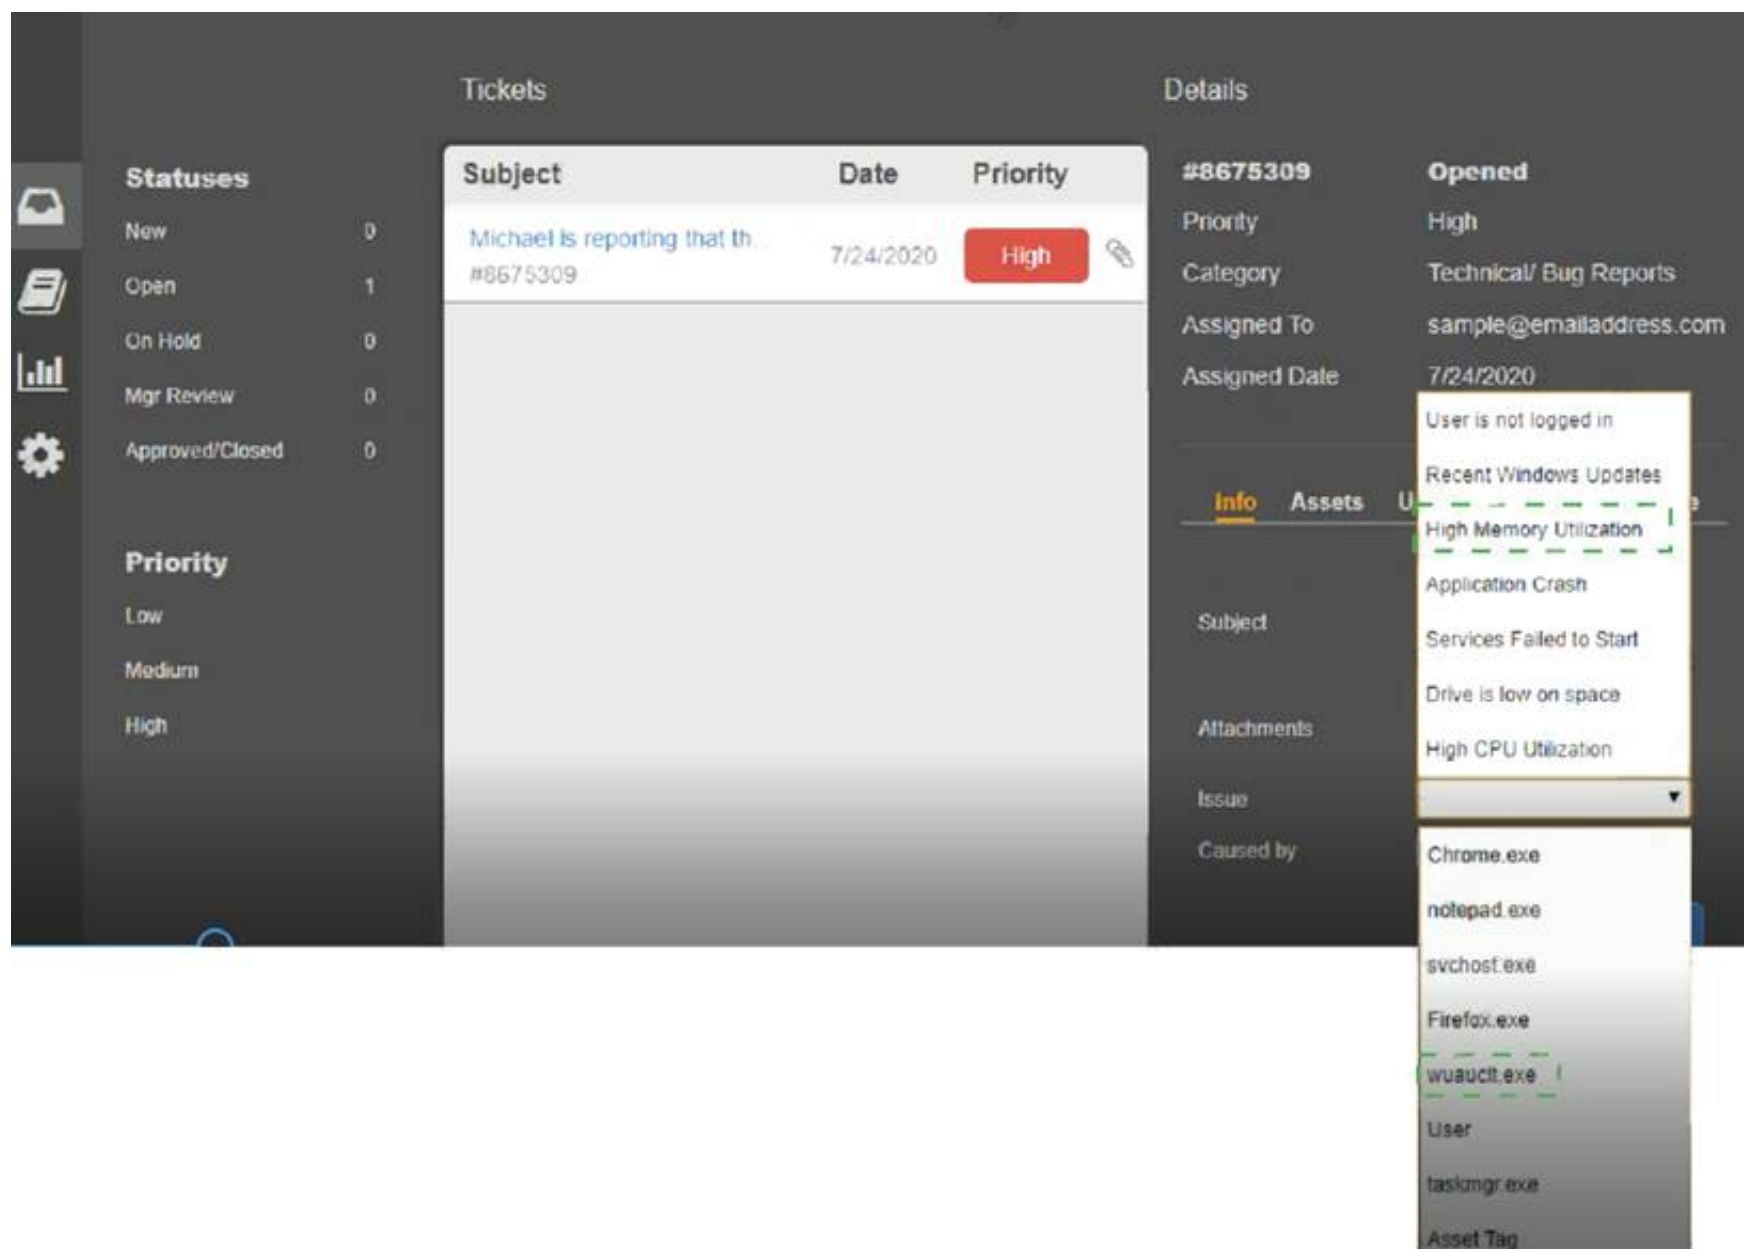 Tickets
Details
Statuses
New 0
Open 1
On Hold 0
Mgr Review 0
Approved/Closed 0
Priority
Low
Medium
High
Subject Date Priority
Michael is reporting that th...
#8675309
7/24/2020
High
#8675309 Opened
Priority High
Category Technical/ Bug Reports
Assigned To sample@emailaddress.com
Assigned Date 7/24/2020
Info Assets
Subject
Attachments
Issue
Caused by
User is not logged in
Recent Windows Updates
High Memory Utilization
Application Crash
Services Failed to Start
Drive is low on space
High CPU Utilization
Chrome.exe
notepad.exe
svchost.exe
Firefox.exe
wuauclt.exe
User
taskmgr.exe
Asset Tag